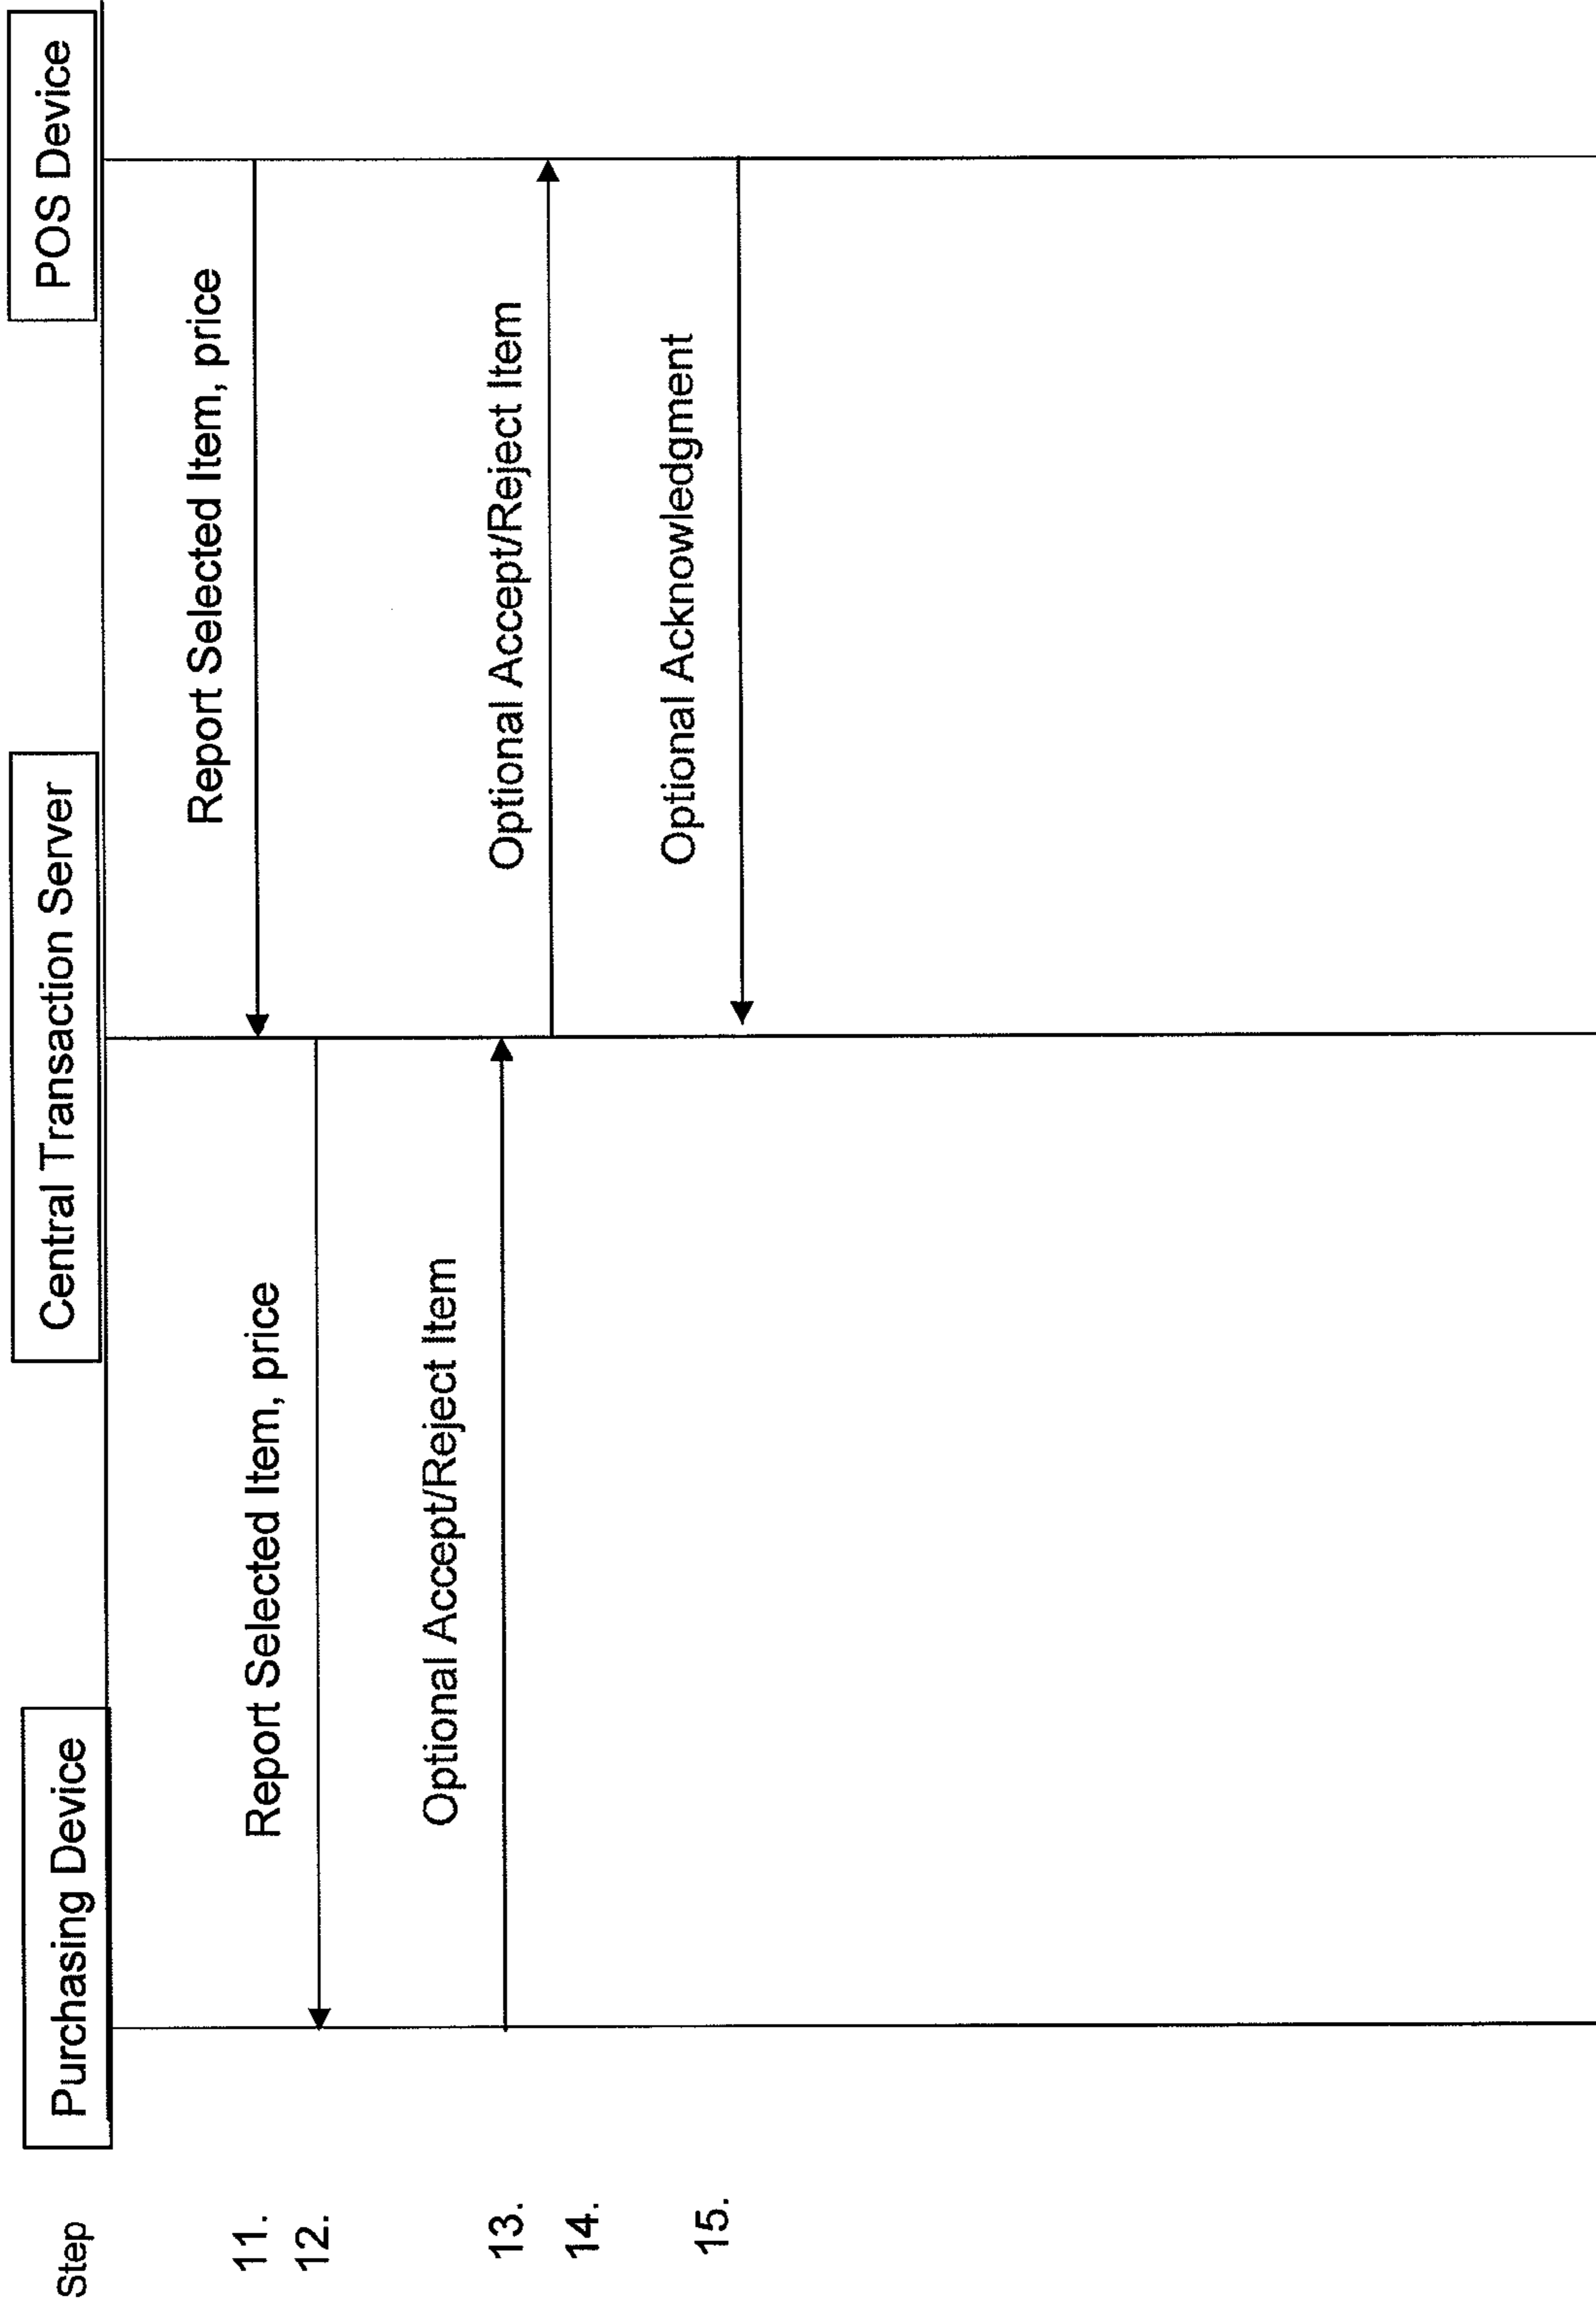 Step
Purchasing Device
Central Transaction Server
POS Device
11.
Report Selected Item, price
12.
Report Selected Item, price
13.
Optional Accept/Reject Item
14.
Optional Accept/Reject Item
15.
Optional Acknowledgment